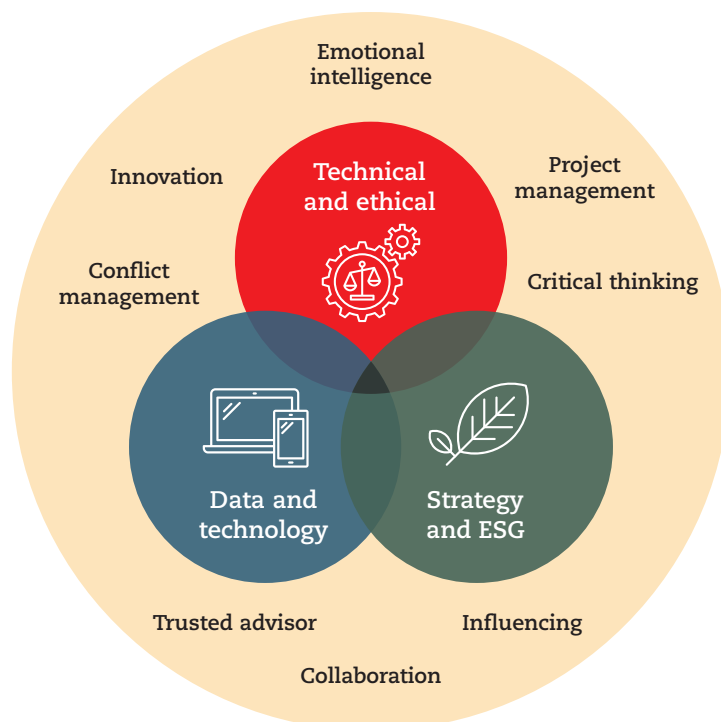 Emotional
intelligence
Innovation
Technical
and ethical
Project
management
Conflict
management
Critical thinking
Data and
technology
Strategy
and ESG
Trusted advisor
Influencing
Collaboration